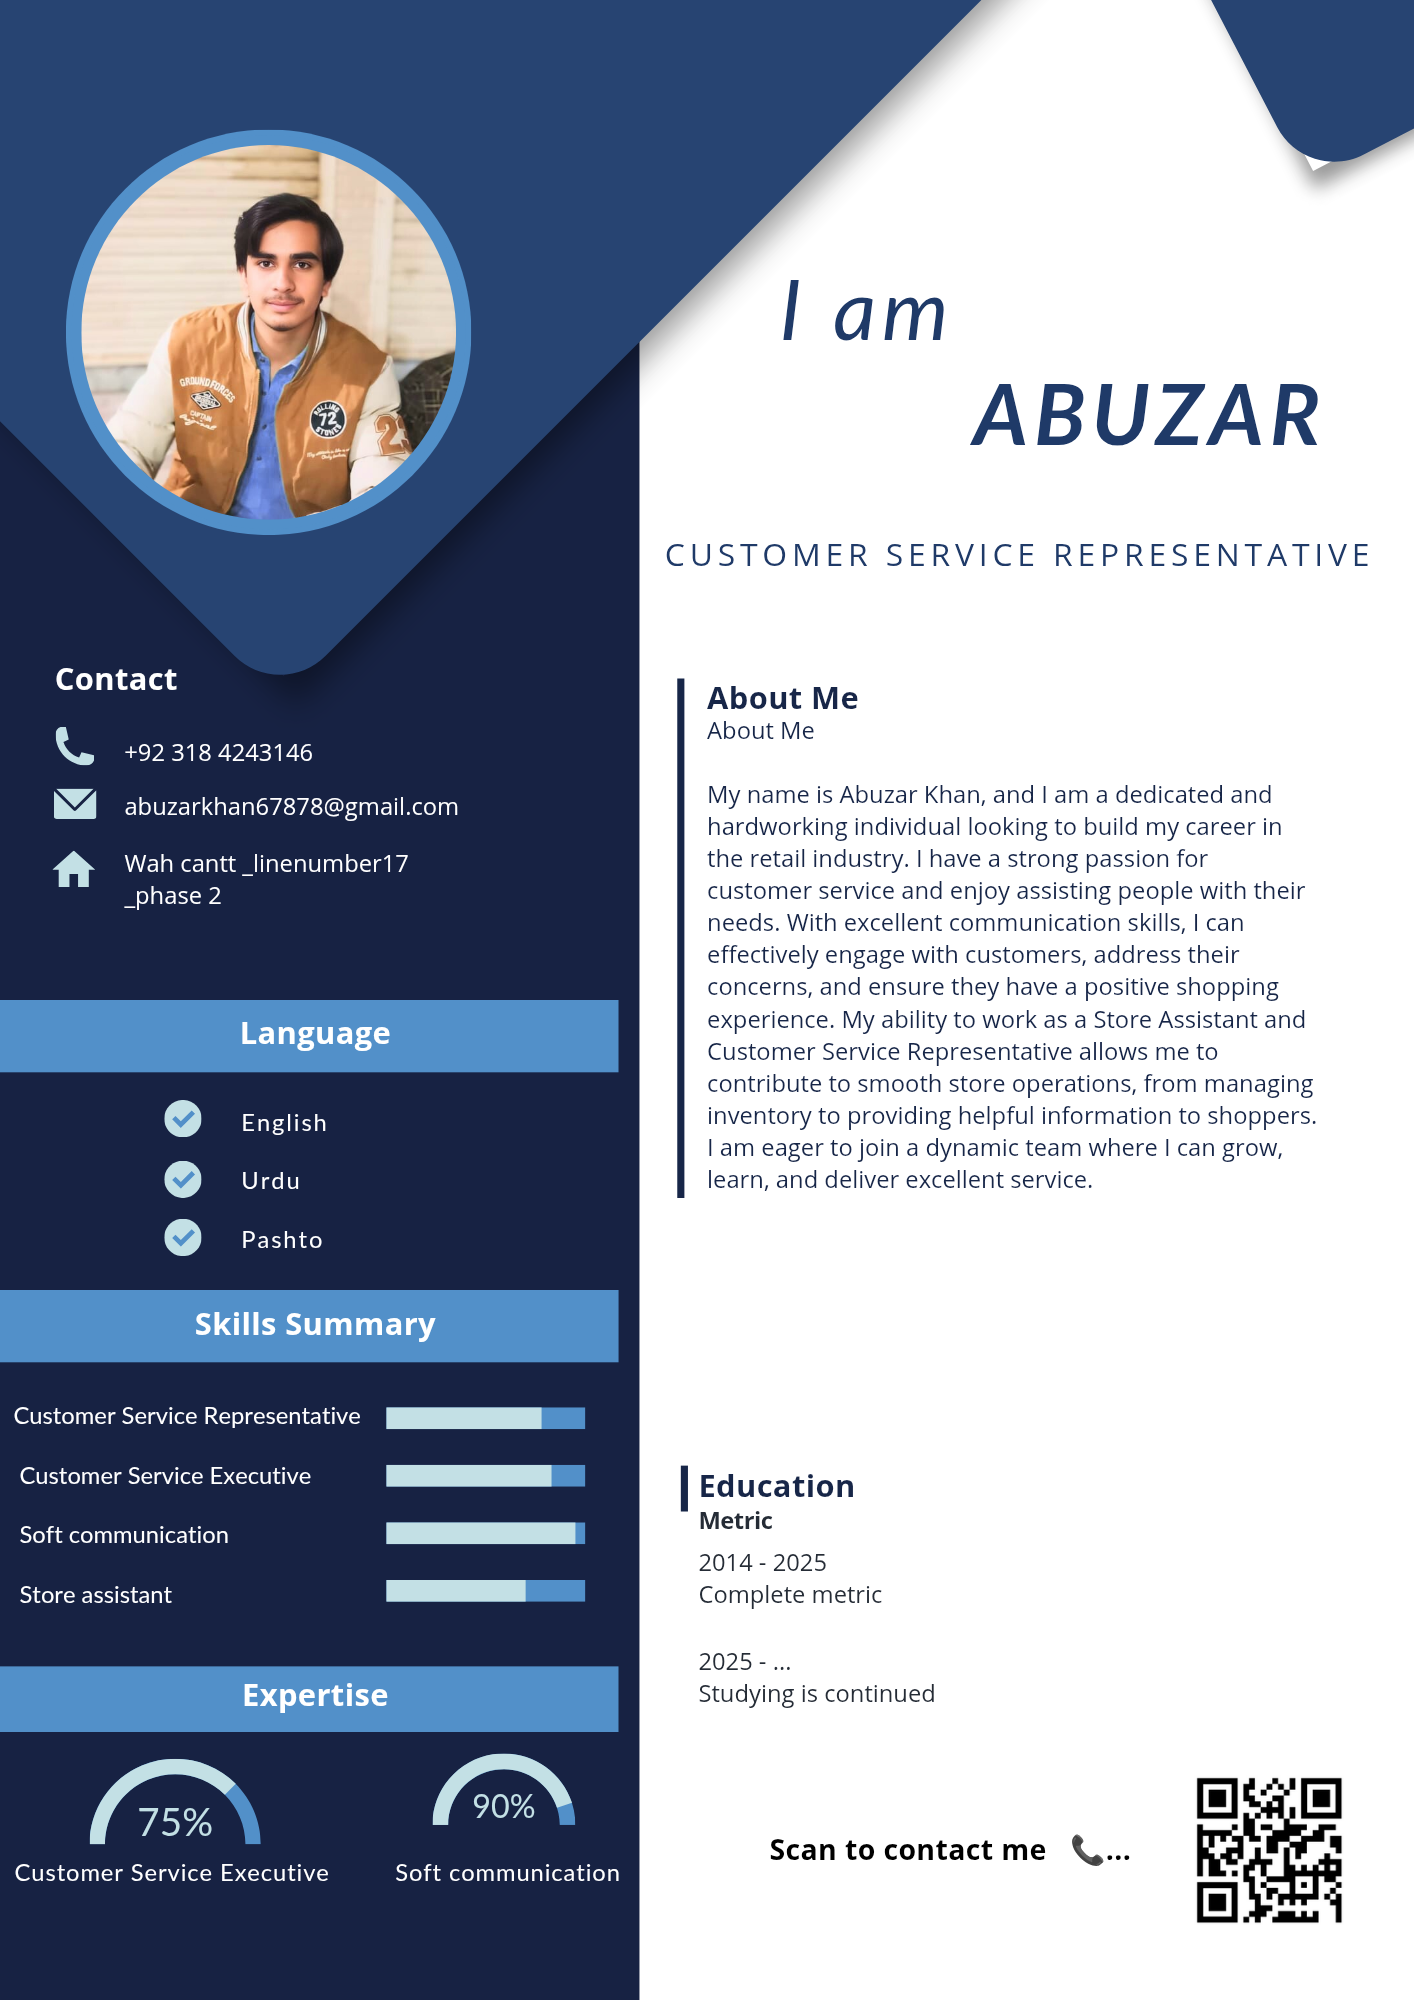 I am
ABUZAR
CUSTOMER SERVICE REPRESENTATIVE
GROUND FORCES
CAPTAIN
ROLLING
72
STONES
Contact
+92 318 4243146
abuzarkhan67878@gmail.com
Wah cantt _linenumber17
_phase 2
Language
English
Urdu
Pashto
Skills Summary
Customer Service Representative
Customer Service Executive
Soft communication
Store assistant
Expertise
75%
Customer Service Executive
90%
Soft communication
About Me
About Me
My name is Abuzar Khan, and I am a dedicated and
hardworking individual looking to build my career in
the retail industry. I have a strong passion for
customer service and enjoy assisting people with their
needs. With excellent communication skills, I can
effectively engage with customers, address their
concerns, and ensure they have a positive shopping
experience. My ability to work as a Store Assistant and
Customer Service Representative allows me to
contribute to smooth store operations, from managing
inventory to providing helpful information to shoppers.
I am eager to join a dynamic team where I can grow,
learn, and deliver excellent service.
Education
Metric
2014 - 2025
Complete metric
2025 - ...
Studying is continued
Scan to contact me 📞...